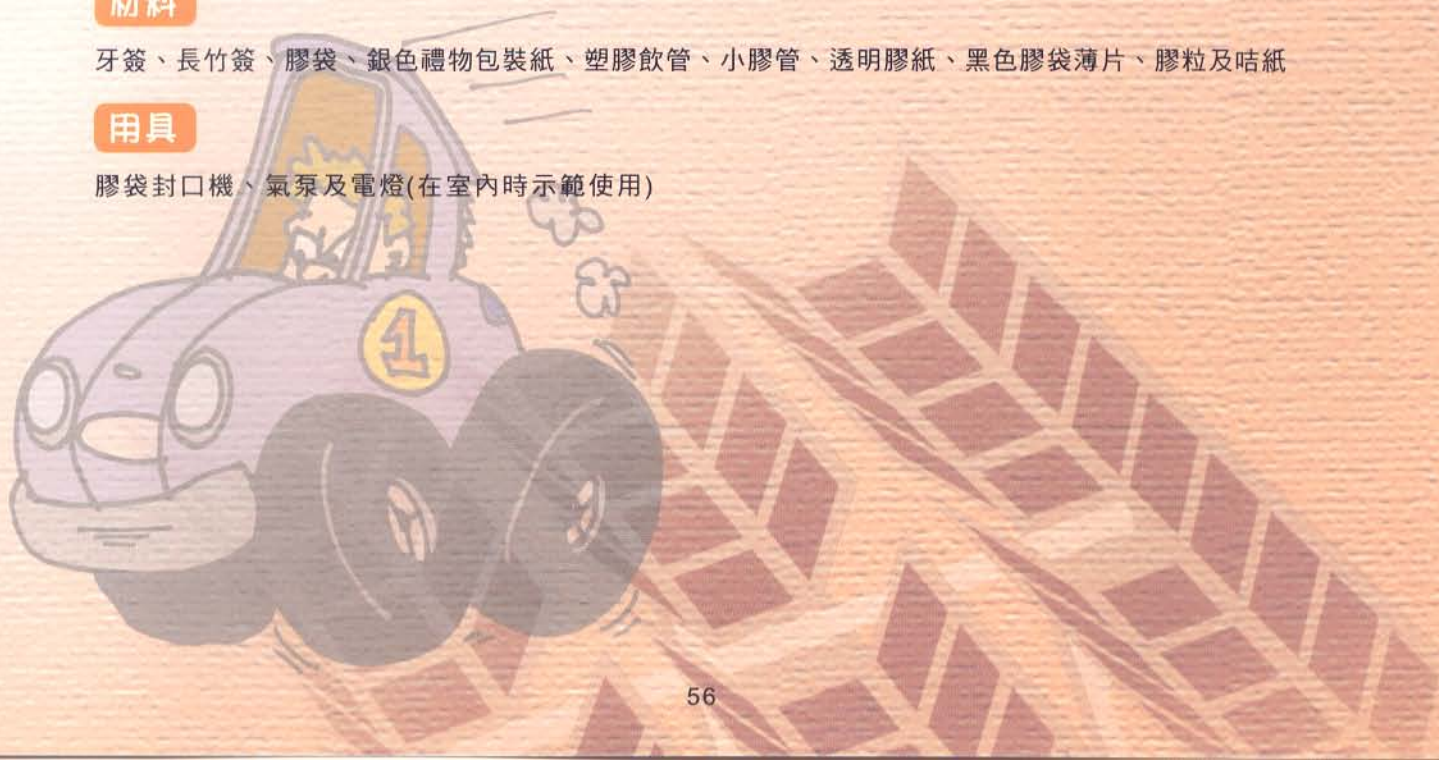 材料
牙簽、長竹簽、膠袋、銀色禮物包裝紙、塑膠飲管、小膠管、透明膠紙、黑色膠袋薄片、膠粒及咭紙
用具
膠袋封口機、氣泵及電燈(在室內時示範使用)
1
56